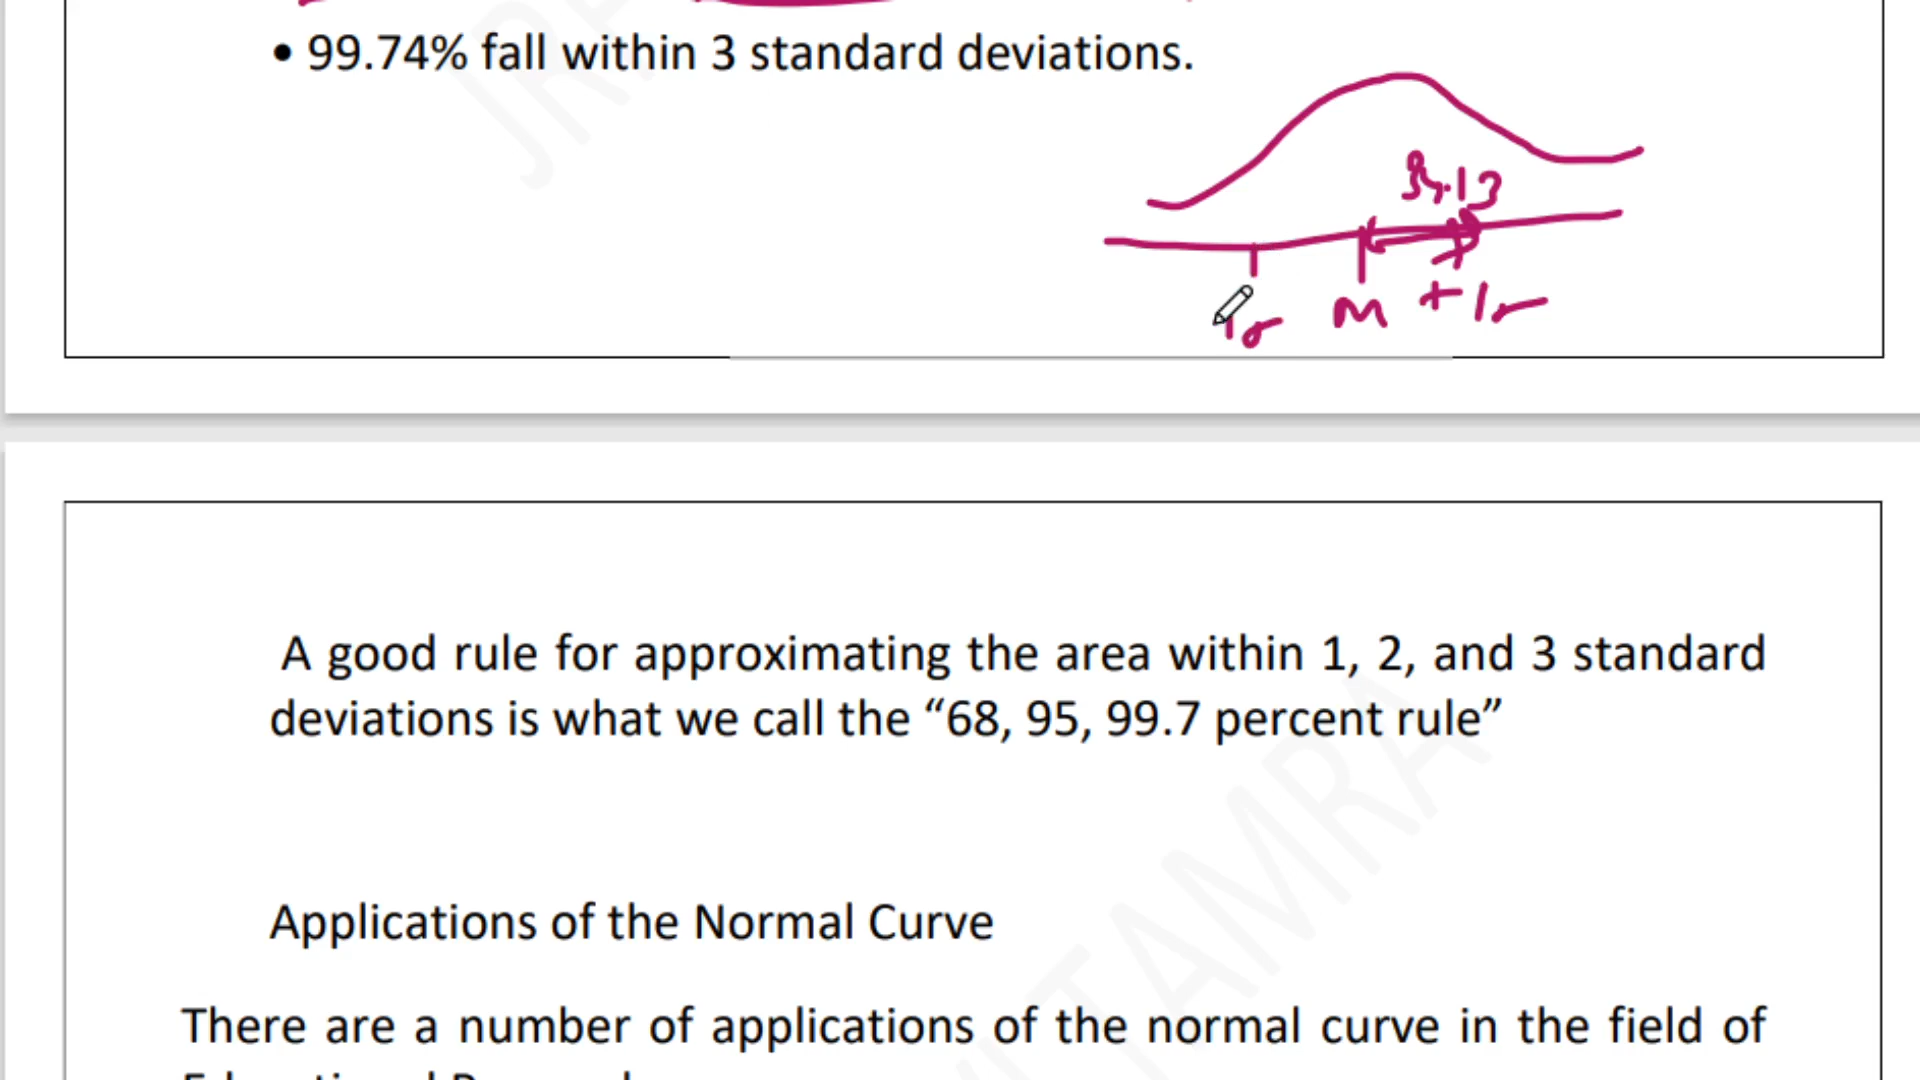 • 99.74% fall within 3 standard deviations.
M
+1σ
1σ
A good rule for approximating the area within 1, 2, and 3 standard
deviations is what we call the “68, 95, 99.7 percent rule”
Applications of the Normal Curve
There are a number of applications of the normal curve in the field of
TAMRA